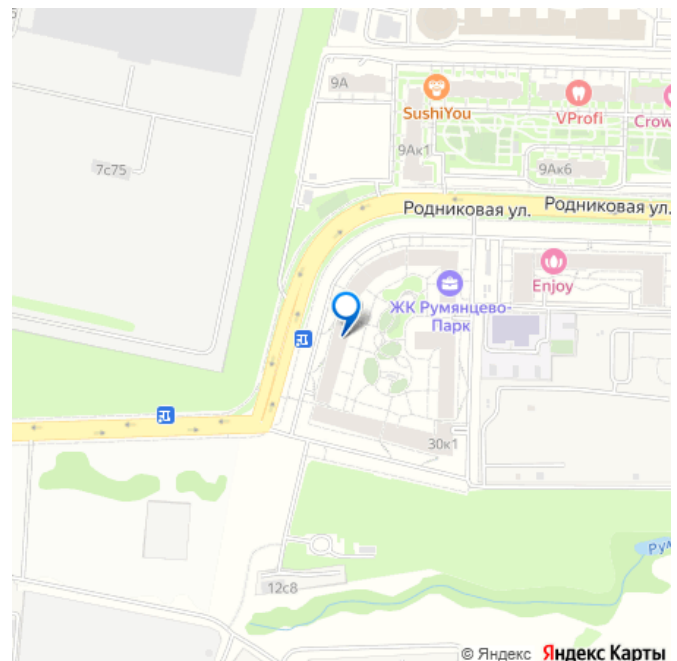 9А
SushiYou
VProfi
Crow
9Ак1
7с75
9Ак6
Родниковая ул.
Родниковая ул.
Enjoy
ЖК Румянцево-
Парк
30к1
Рум
12с8
© Яндекс Яндекс Карты